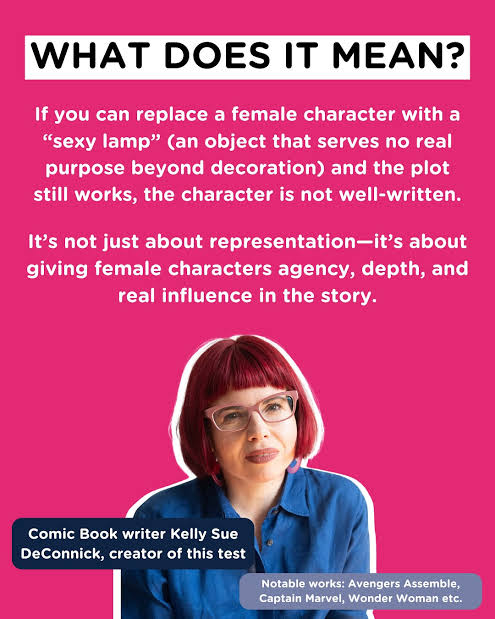 WHAT DOES IT MEAN?
If you can replace a female character with a
“sexy lamp” (an object that serves no real
purpose beyond decoration) and the plot
still works, the character is not well-written.
It’s not just about representation—it’s about
giving female characters agency, depth, and
real influence in the story.
Comic Book writer Kelly Sue
DeConnick, creator of this test
Notable works: Avengers Assemble,
Captain Marvel, Wonder Woman etc.